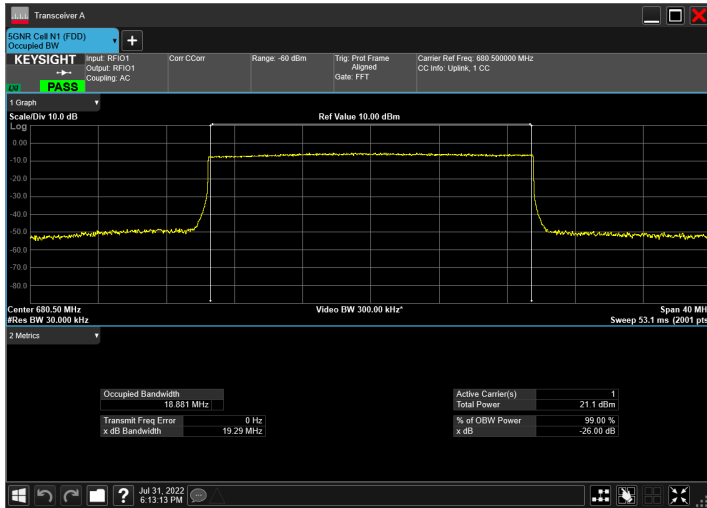 Transceiver A
5GNR Cell N1 (FDD)
Occupied BW
KEYSIGHT
Input: RFIO1
Output: RFIO1
Coupling: AC
Corr CCorr
Range: -60 dBm
Trig: Prot Frame
Aligned
Gate: FFT
Carrier Ref Freq: 680.500000 MHz
CC Info: Uplink, 1 CC
LXI
PASS
1 Graph
Scale/Div 10.0 dB
Ref Value 10.00 dBm
Log
0.00
-10.0
-20.0
-30.0
-40.0
-50.0
-60.0
-70.0
-80.0
Center 680.50 MHz
Video BW 300.00 kHz*
Span 40 MH
#Res BW 30.000 kHz
Sweep 53.1 ms (2001 pts
2 Metrics
Occupied Bandwidth
18.881 MHz
Transmit Freq Error 0 Hz
x dB Bandwidth 19.29 MHz
Active Carrier(s) 1
Total Power 21.1 dBm
% of OBW Power 99.00 %
x dB -26.00 dB
?
Jul 31, 2022
6:13:13 PM